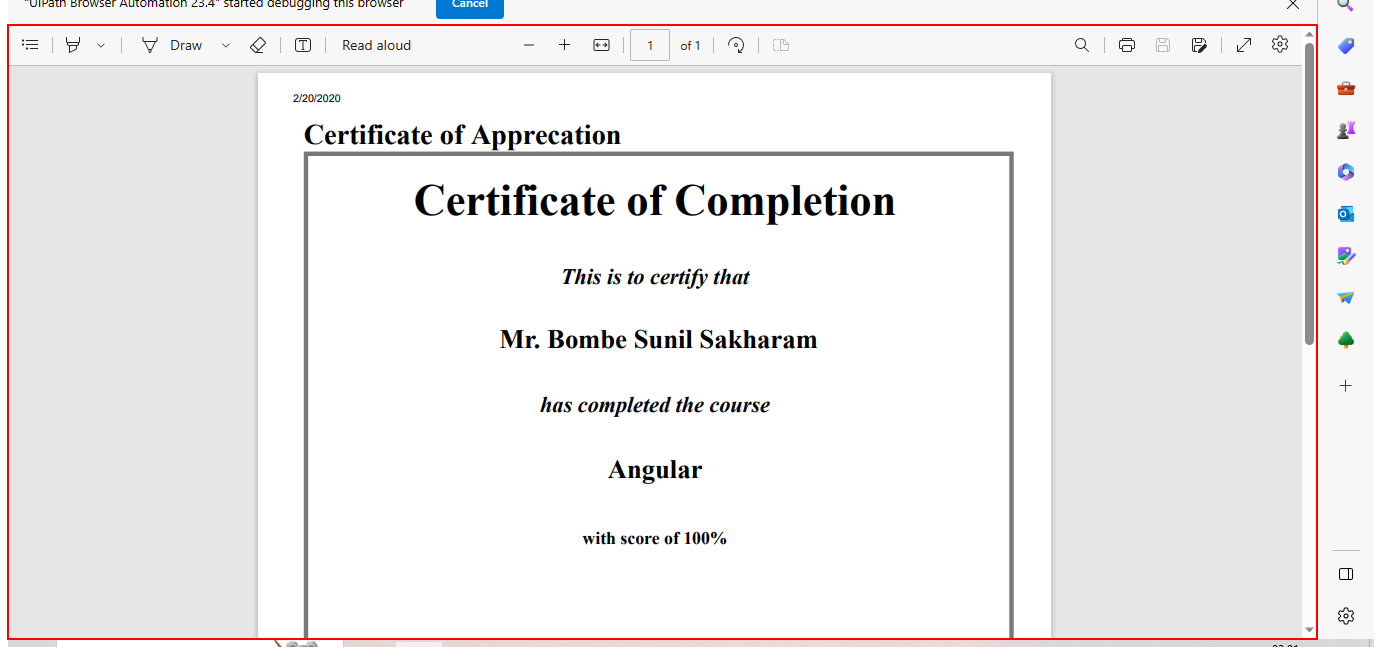 "UiPath Browser Automation 23.4" started debugging this browser
Cancel
Draw
Read aloud
1 of 1
2/20/2020
Certificate of Apprecation
Certificate of Completion
This is to certify that
Mr. Bombe Sunil Sakharam
has completed the course
Angular
with score of 100%